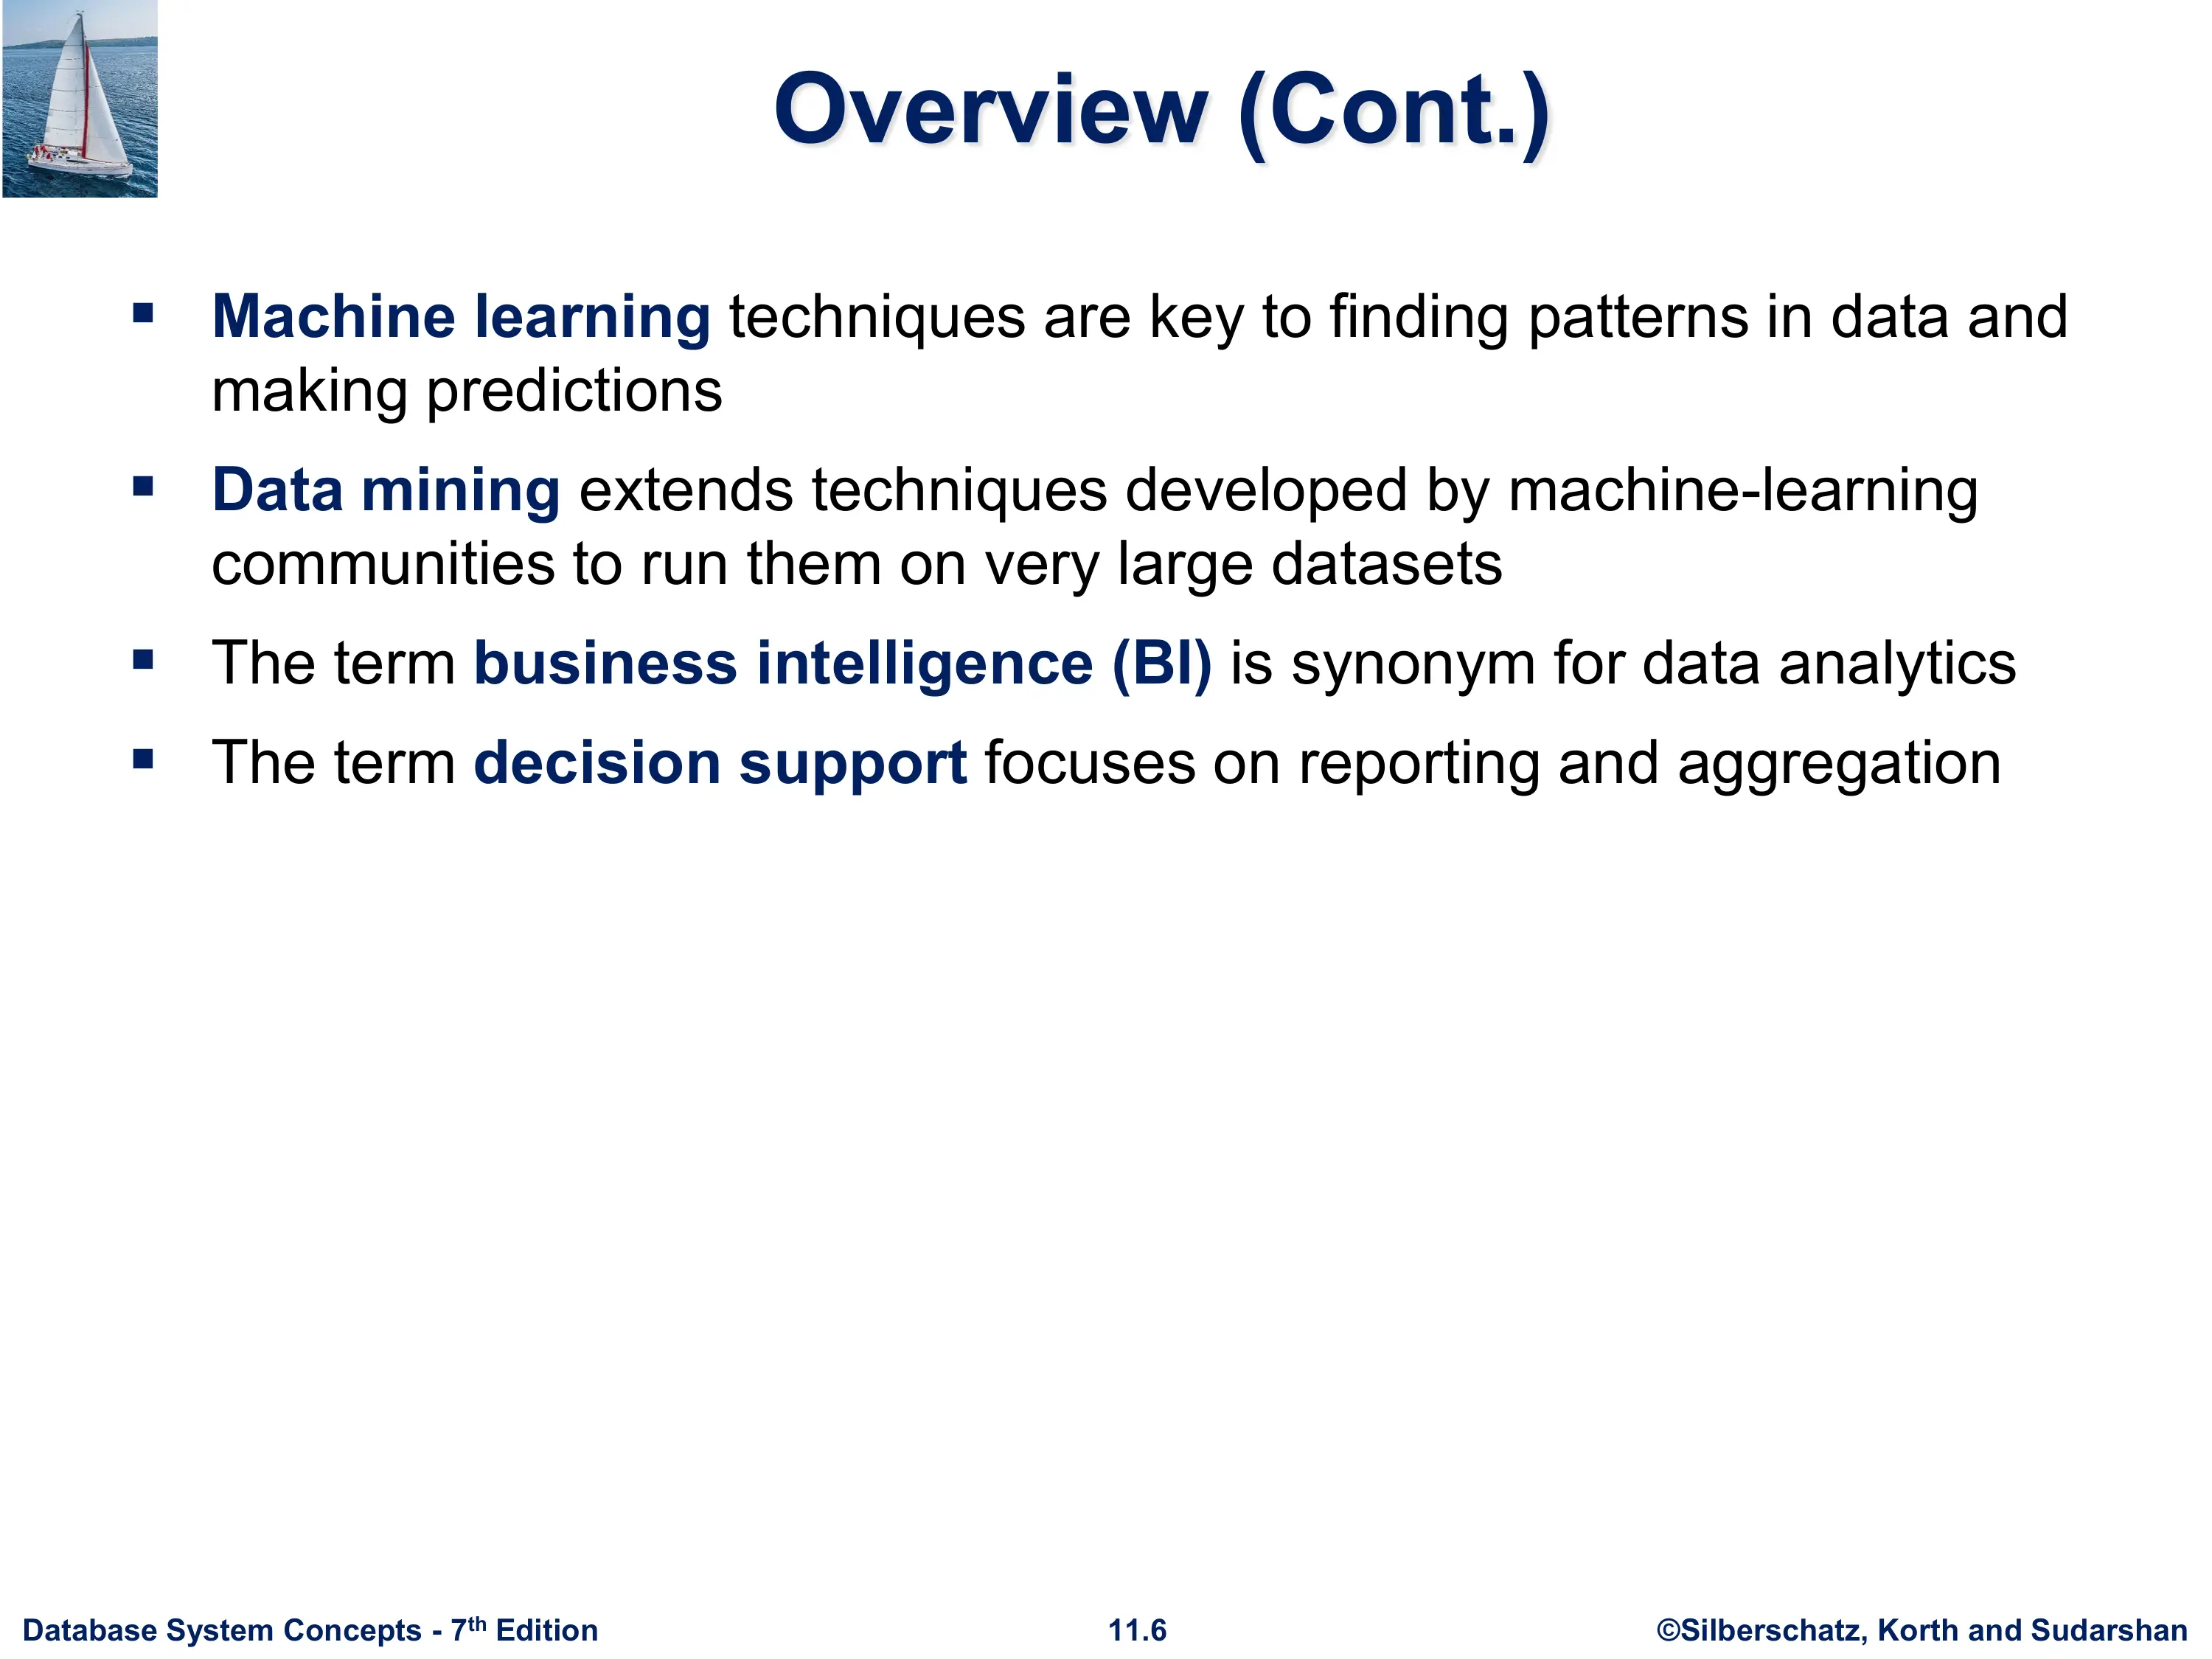 Overview (Cont.)
▪ Machine learning techniques are key to finding patterns in data and
making predictions
▪ Data mining extends techniques developed by machine-learning
communities to run them on very large datasets
▪ The term business intelligence (BI) is synonym for data analytics
▪ The term decision support focuses on reporting and aggregation
Database System Concepts - 7th Edition
11.6
©Silberschatz, Korth and Sudarshan